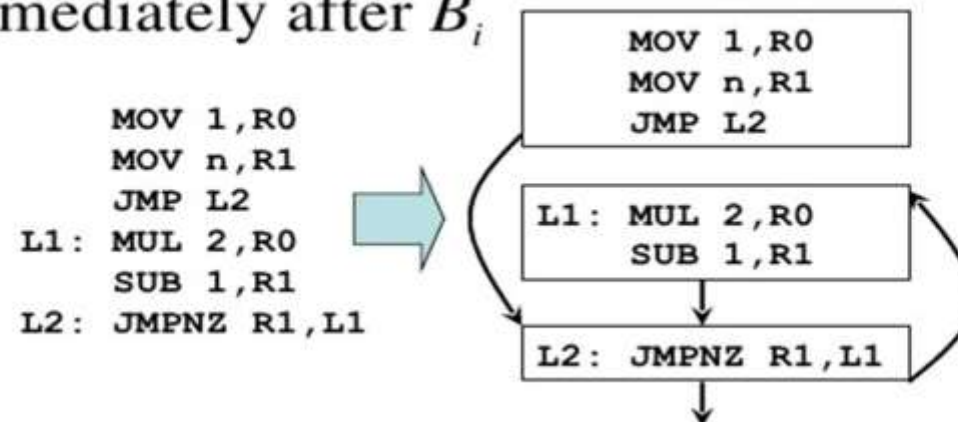 mediately after Bi
MOV 1,R0
MOV n,R1
JMP L2
L1: MUL 2,R0
SUB 1,R1
L2: JMPNZ R1,L1
MOV 1,R0
MOV n,R1
JMP L2
L1: MUL 2,R0
SUB 1,R1
L2: JMPNZ R1,L1